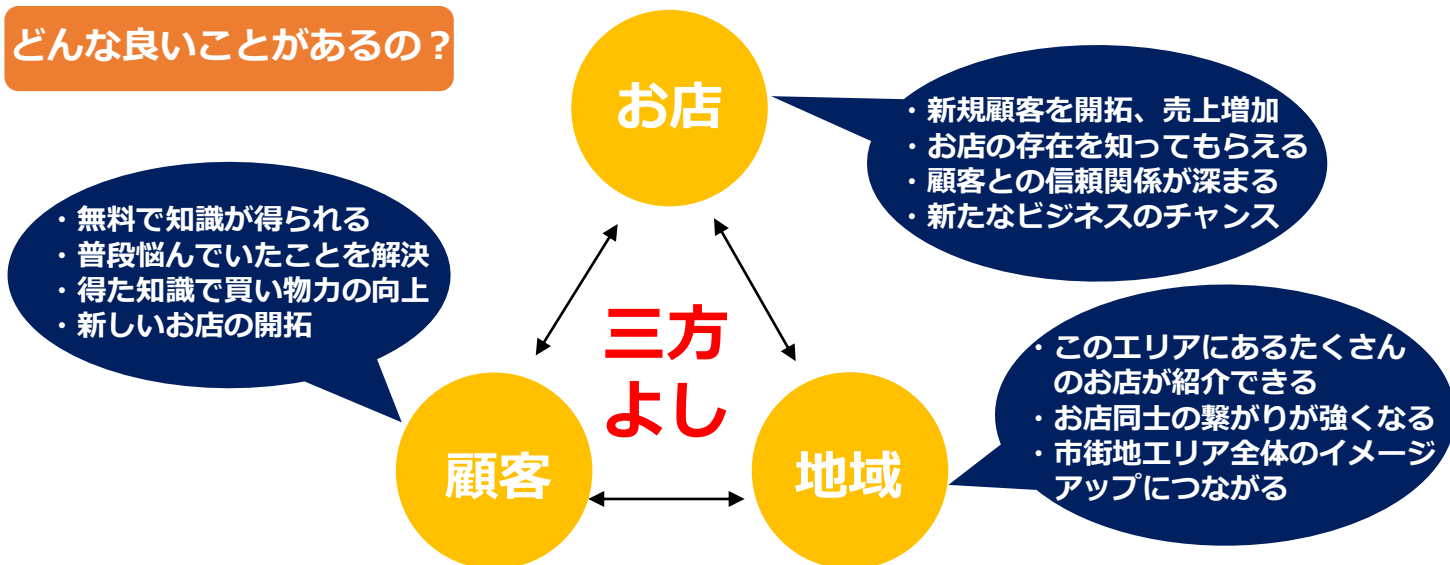 どんな良いことがあるの？
お店
・新規顧客を開拓、売上増加
・お店の存在を知ってもらえる
・顧客との信頼関係が深まる
・新たなビジネスのチャンス
・無料で知識が得られる
・普段悩んでいたことを解決
・得た知識で買い物力の向上
・新しいお店の開拓
三方
よし
顧客
地域
・このエリアにあるたくさん
のお店が紹介できる
・お店同士の繋がりが強くなる
・市街地エリア全体のイメージ
アップにつながる